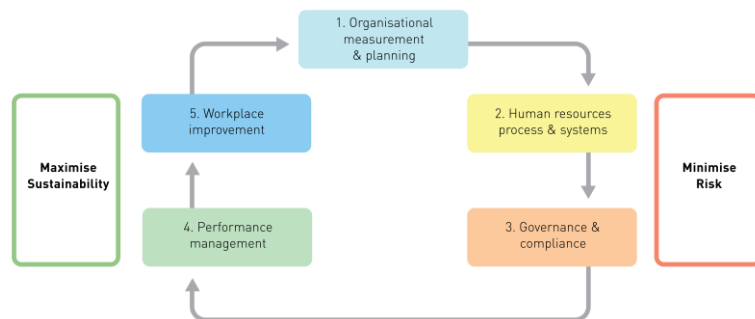 1. Organisational
measurement
& planning
5. Workplace
improvement
2. Human resources
process & systems
Maximise
Sustainability
Minimise
Risk
4. Performance
management
3. Governance &
compliance